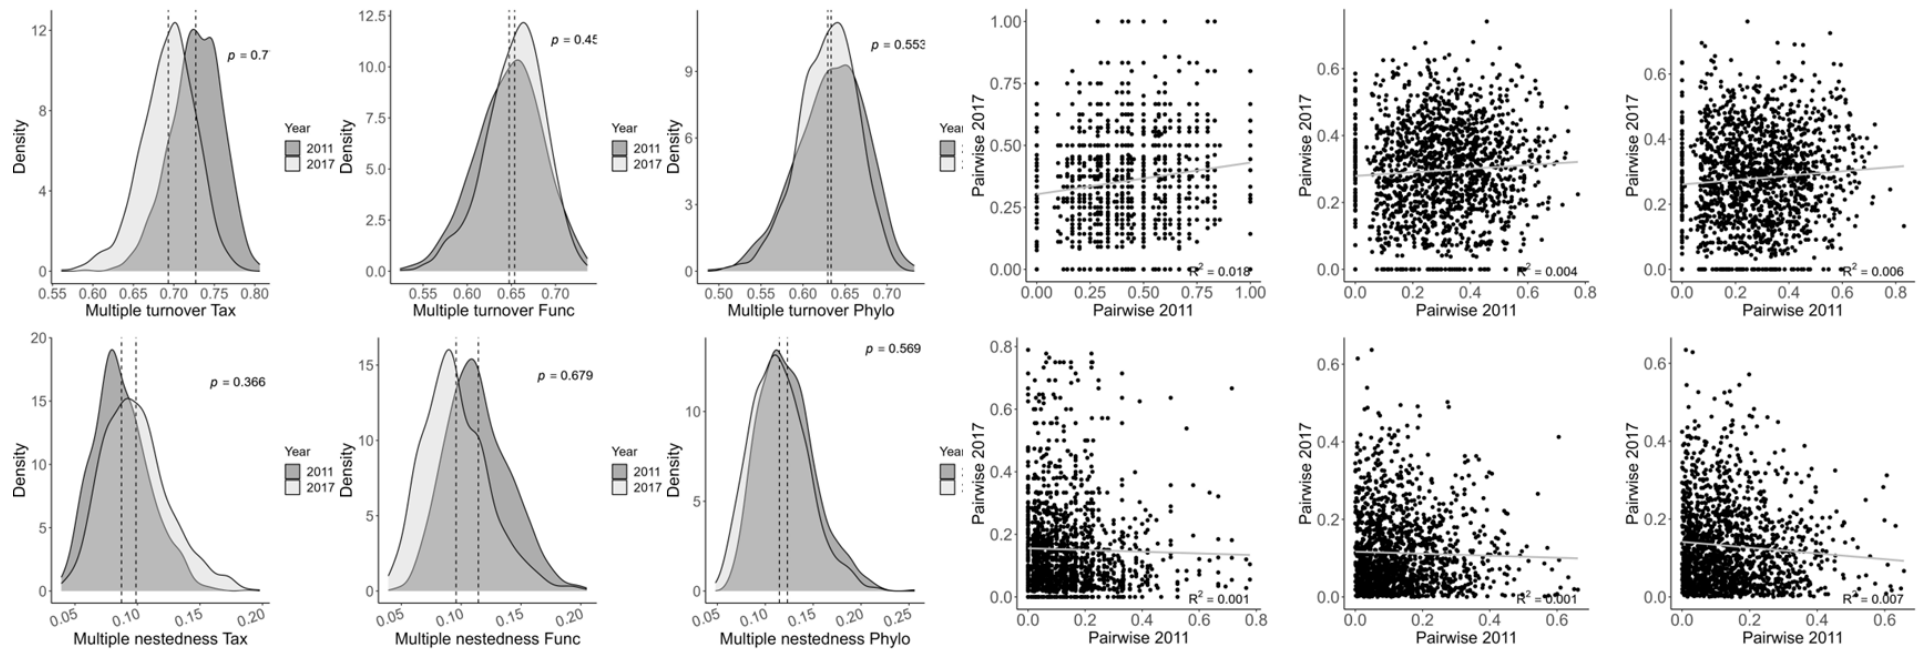 12
8
4
0
Density
0.55 0.60 0.65 0.70 0.75 0.80
Multiple turnover Tax
p = 0.7
Year
2011
2017
12.5
10.0
7.5
5.0
2.5
0.0
Density
0.55 0.60 0.65 0.70
Multiple turnover Func
p = 0.45
Year
2011
2017
9
6
3
0
Density
0.50 0.55 0.60 0.65 0.70
Multiple turnover Phylo
p = 0.553
1.00
0.75
0.50
0.25
0.00
Pairwise 2017
R² = 0.018
0.00 0.25 0.50 0.75 1.00
Pairwise 2011
0.6
0.4
0.2
0.0
Pairwise 2017
R² = 0.004
0.0 0.2 0.4 0.6 0.8
Pairwise 2011
0.6
0.4
0.2
0.0
Pairwise 2017
R² = 0.006
0.0 0.2 0.4 0.6 0.8
Pairwise 2011
20
15
10
5
0
Density
0.05 0.10 0.15 0.20
Multiple nestedness Tax
p = 0.366
Year
2011
2017
15
10
5
0
Density
0.05 0.10 0.15 0.20
Multiple nestedness Func
p = 0.679
Year
2011
2017
10
5
0
Density
0.05 0.10 0.15 0.20 0.25
Multiple nestedness Phylo
p = 0.569
0.8
0.6
0.4
0.2
0.0
Pairwise 2017
R² = 0.001
0.0 0.2 0.4 0.6 0.8
Pairwise 2011
0.6
0.4
0.2
0.0
Pairwise 2017
R² = 0.001
0.0 0.2 0.4 0.6
Pairwise 2011
0.6
0.4
0.2
0.0
Pairwise 2017
R² = 0.007
0.0 0.2 0.4 0.6
Pairwise 2011